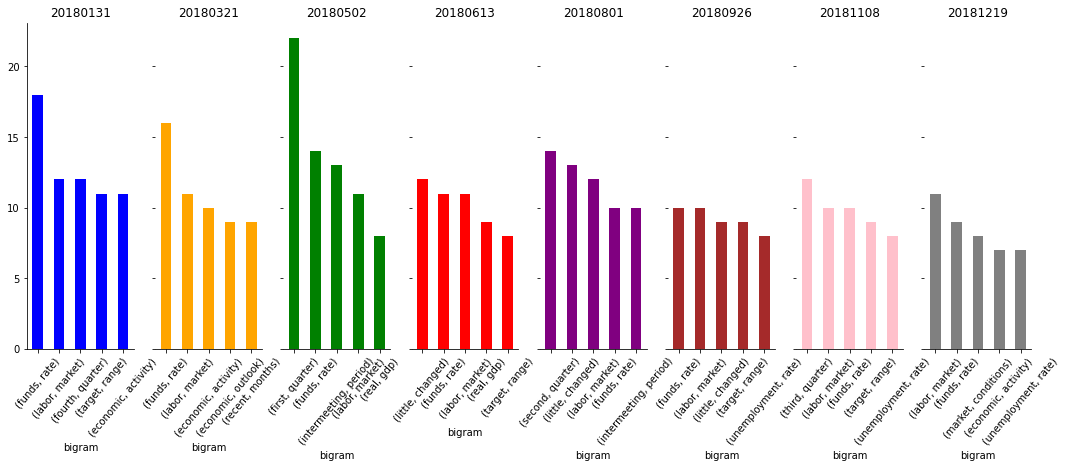 20180131 20180321 20180502 20180613 20180801 20180926 20181108 20181219
20
15
10
5
0
(funds, rate) (labor, market) (fourth, quarter) (target, range) (economic, activity)
(funds, rate) (labor, market) (economic, activity) (economic, outlook) (recent, months)
(first, quarter) (funds, rate) (intermeeting, period) (labor, market) (real, gdp)
(little, changed) (funds, rate) (labor, market) (real, gdp) (target, range)
(second, quarter) (little, changed) (labor, market) (funds, rate) (intermeeting, period)
(funds, rate) (labor, market) (little, changed) (target, range) (unemployment, rate)
(third, quarter) (labor, market) (funds, rate) (target, range) (unemployment, rate)
(labor, market) (funds, rate) (market, conditions) (economic, activity) (unemployment, rate)
bigram bigram bigram bigram bigram bigram bigram bigram